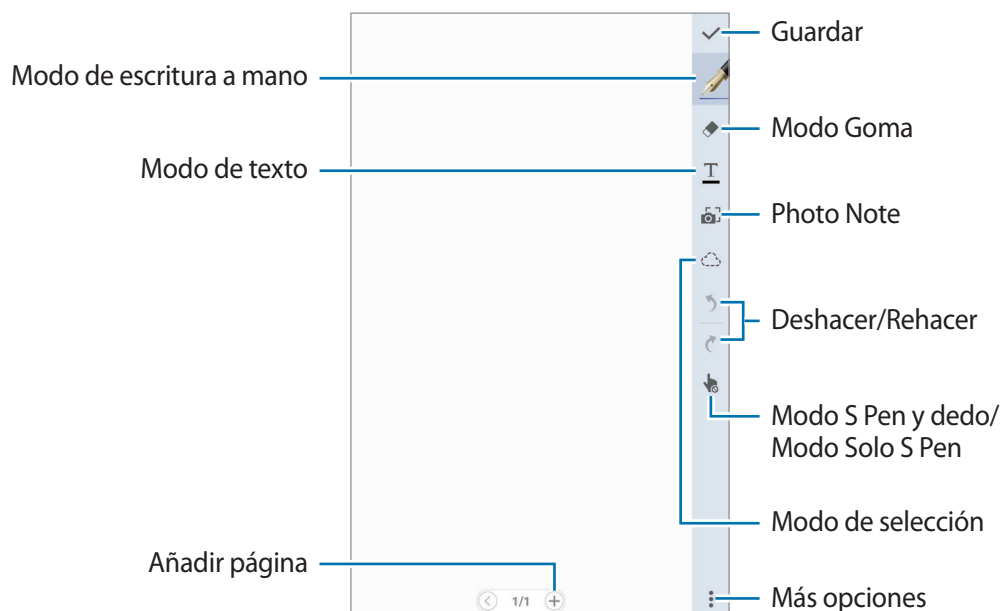 Guardar
Modo de escritura a mano
Modo Goma
Modo de texto
T
Photo Note
Deshacer/Rehacer
Modo S Pen y dedo/
Modo Solo S Pen
Modo de selección
Añadir página
1/1
Más opciones